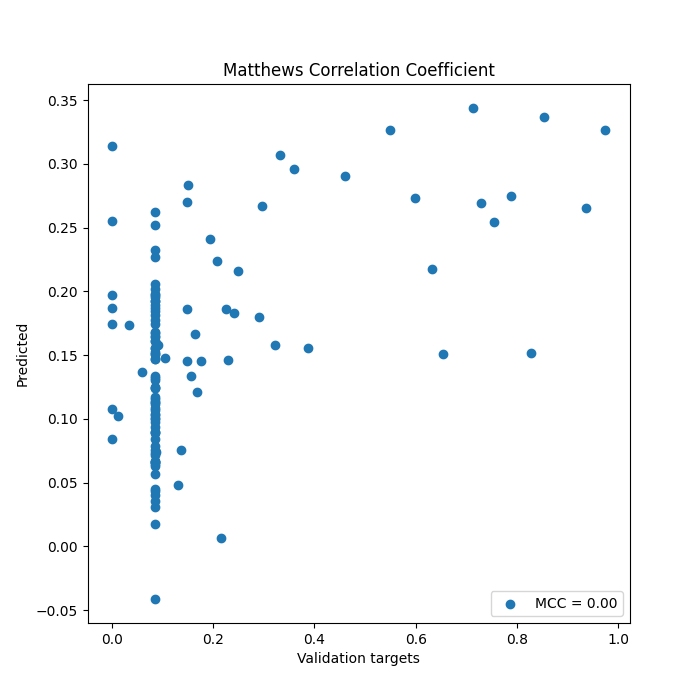 Matthews Correlation Coefficient
0.35
0.30
0.25
0.20
0.15
0.10
0.05
0.00
−0.05
Predicted
MCC = 0.00
0.0 0.2 0.4 0.6 0.8 1.0
Validation targets